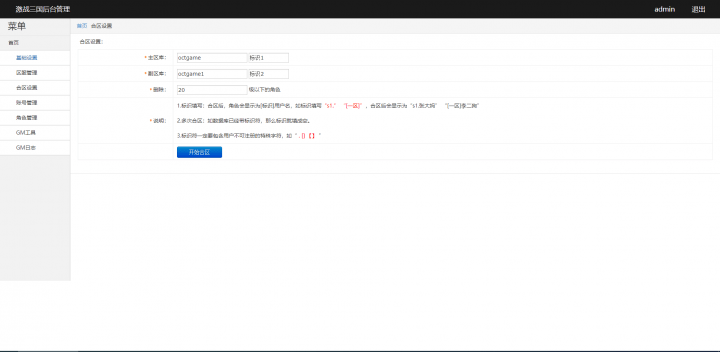 激战三国后台管理
admin
退出
菜单
首页
基础设置
区服管理
合区设置
账号管理
角色管理
GM工具
GM日志
首页 合区设置
合区设置:
*主区库: octgame 标识1
*副区库: octgame1 标识2
*删除: 20 级以下的角色
*说明:
1.标识填写：合区后，角色会显示为[标识]用户名，如标识填写 "s1." "[一区]" ，合区后会显示为 "s1.张大妈" "[一区]李二狗"
2.多次合区：如数据库已经带标识符，那么标识就填成空。
3.标识符一定要包含用户不可注册的特殊字符，如 ". [] 【 】"
开始合区